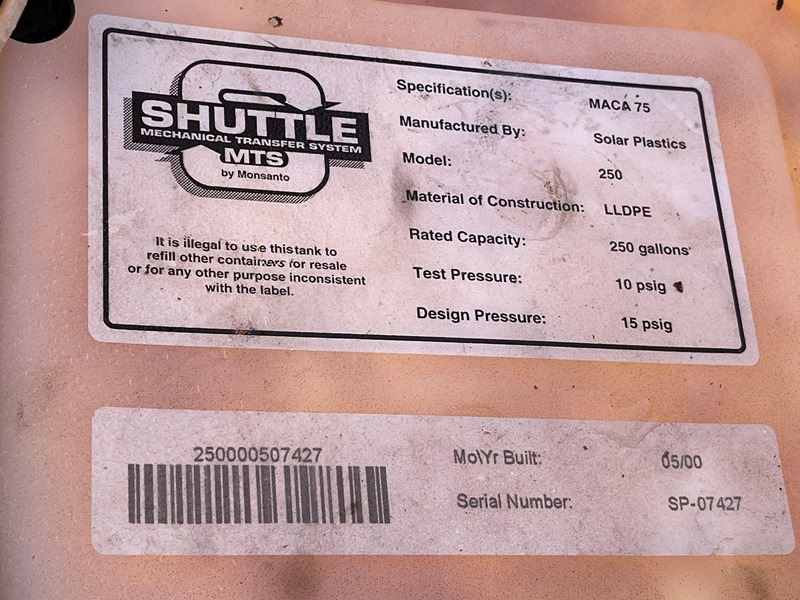 SHUTTLE
MECHANICAL TRANSFER SYSTEM
MTS
by Monsanto
It is illegal to use this tank to
refill other containers for resale
or for any other purpose inconsistent
with the label.
Specification(s): MACA 75
Manufactured By: Solar Plastics
Model: 250
Material of Construction: LLDPE
Rated Capacity: 250 gallons
Test Pressure: 10 psig
Design Pressure: 15 psig
250000507427
Mo\Yr Built: 05/00
Serial Number: SP-07427